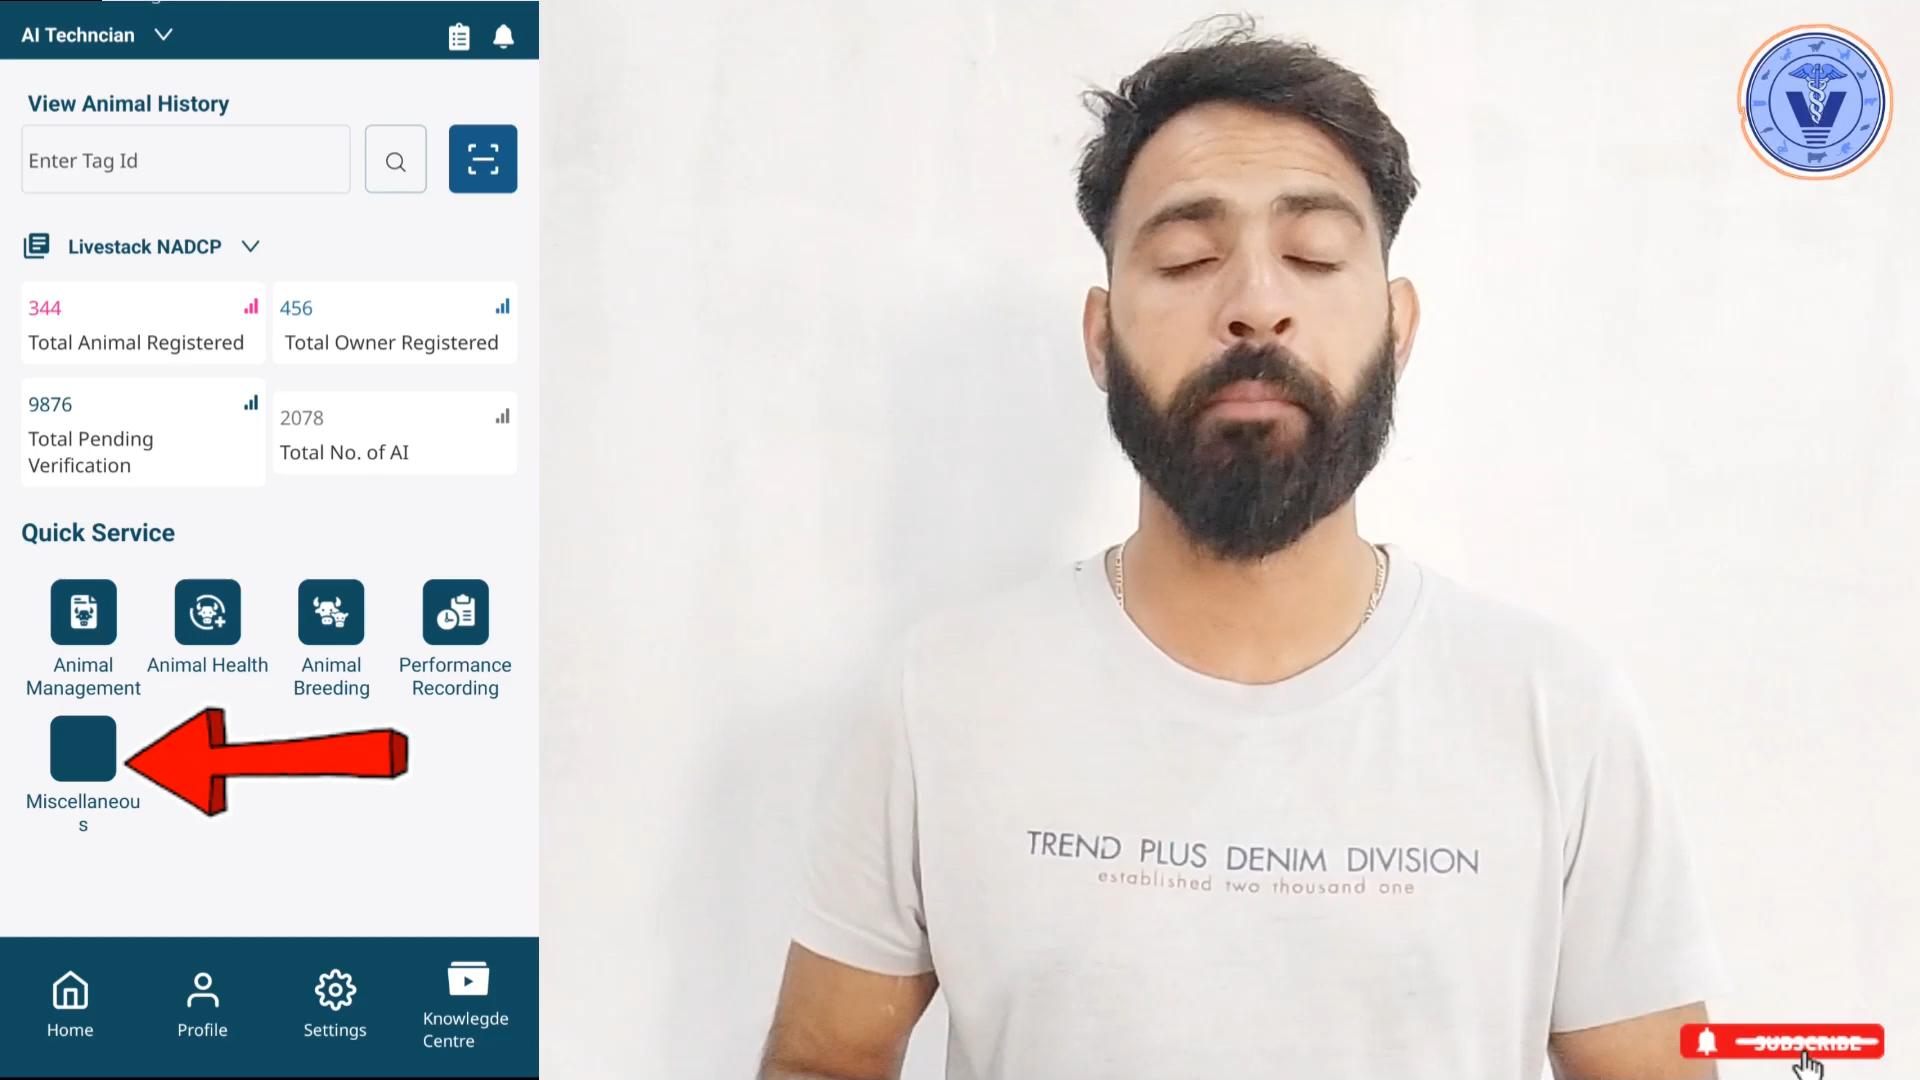 AI Techncian
View Animal History
Enter Tag Id
Livestack NADCP
344
Total Animal Registered
456
Total Owner Registered
9876
Total Pending
Verification
2078
Total No. of AI
Quick Service
Animal
Management
Animal Health
Animal
Breeding
Performance
Recording
Miscellaneou
s
Home
Profile
Settings
Knowlegde
Centre
TREND PLUS DENIM DIVISION
established two thousand one
V
SUBSCRIBE